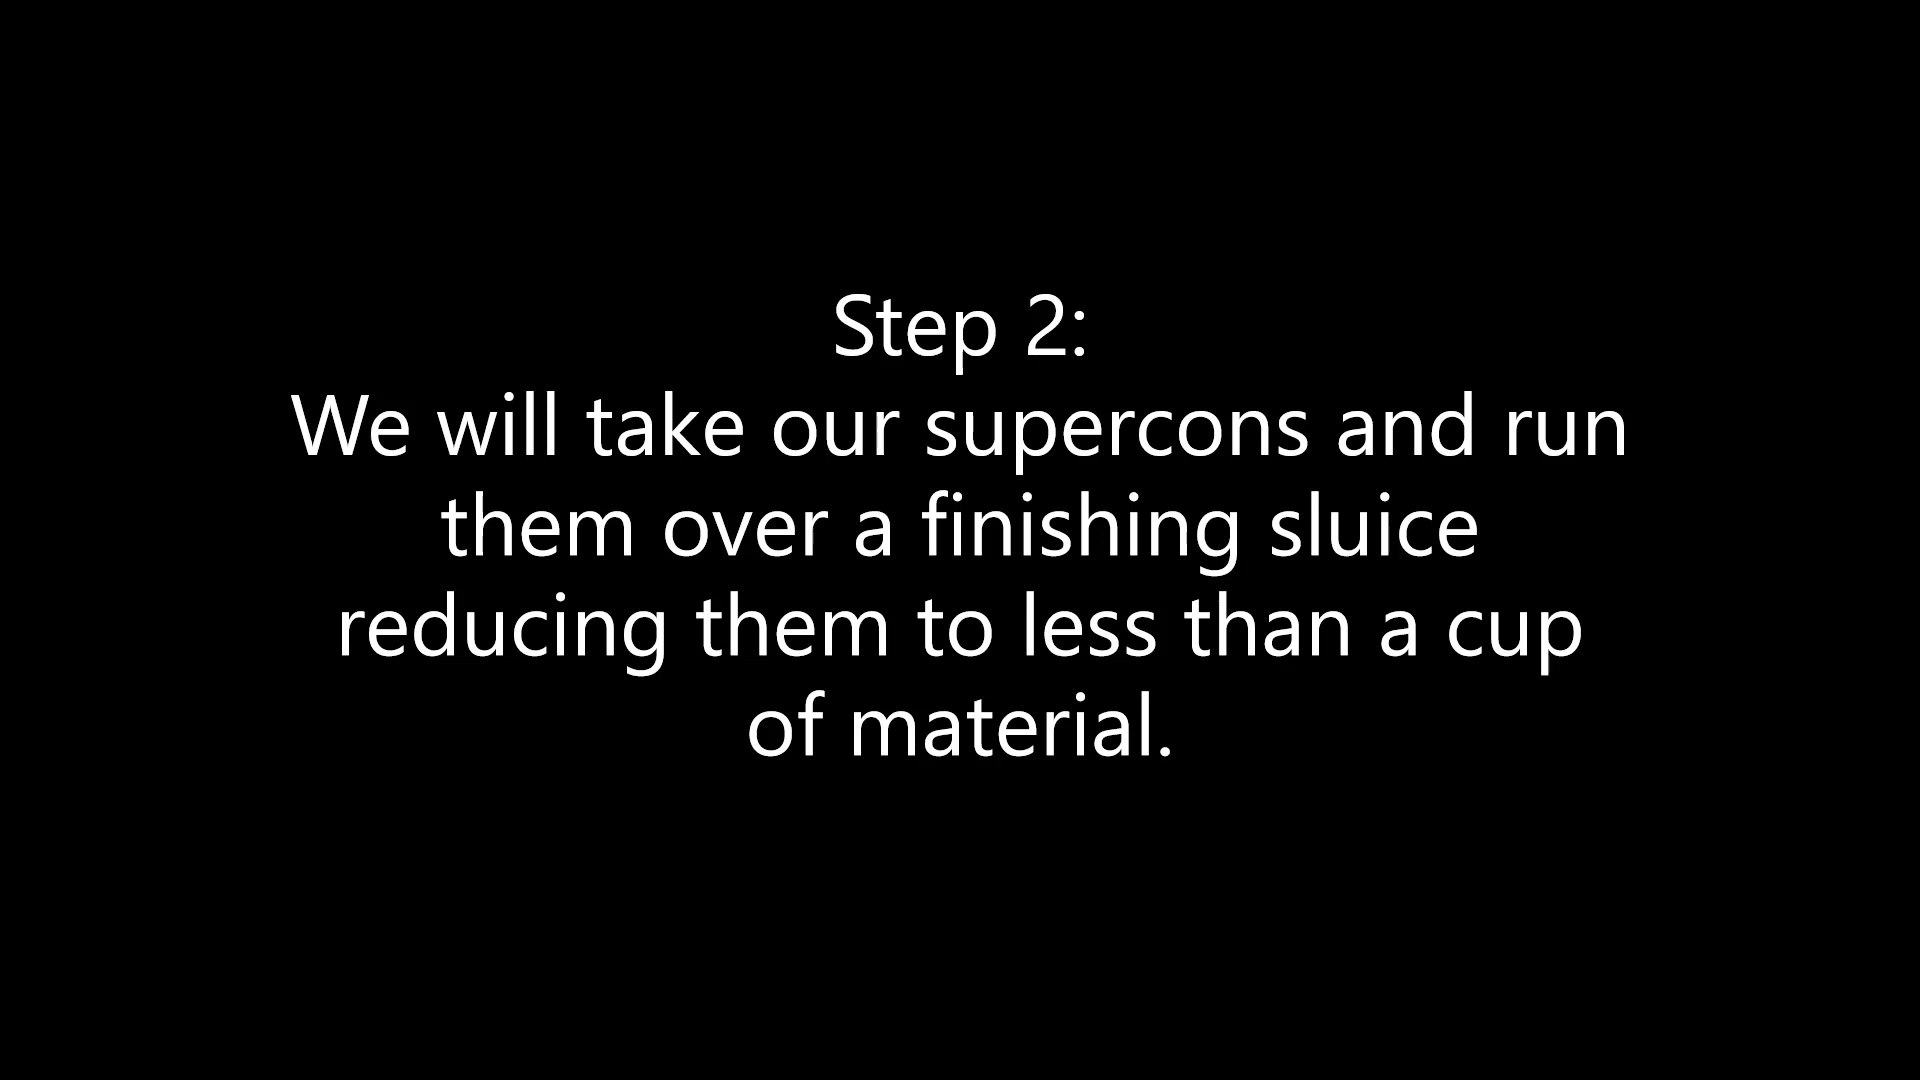 Step 2:
We will take our supercons and run
them over a finishing sluice
reducing them to less than a cup
of material.